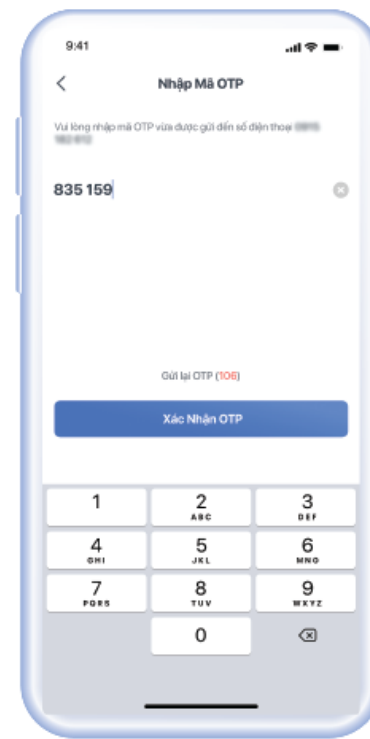 9:41
Nhập Mã OTP
Vui lòng nhập mã OTP vừa được gửi đến số điện thoại
835 159
Gửi lại OTP (106)
Xác Nhận OTP
1
2
ABC
3
DEF
4
GHI
5
JKL
6
MNO
7
PQRS
8
TUV
9
WXYZ
0